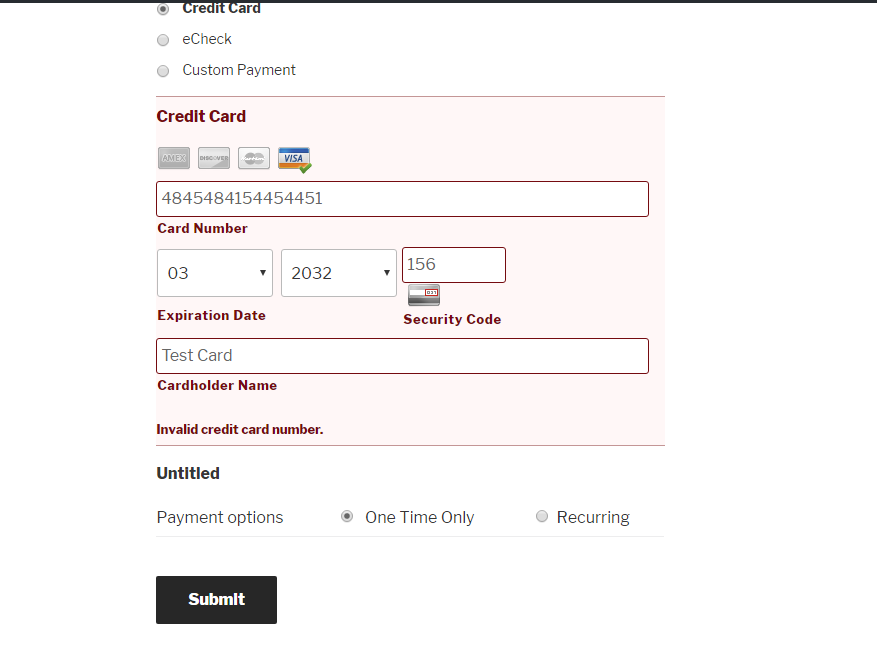 Credit Card
eCheck
Custom Payment
Credit Card
AMEX DISCOVER VISA
4845484154454451
Card Number
03 2032 156
Expiration Date Security Code
Test Card
Cardholder Name
Invalid credit card number.
Untitled
Payment options One Time Only Recurring
Submit